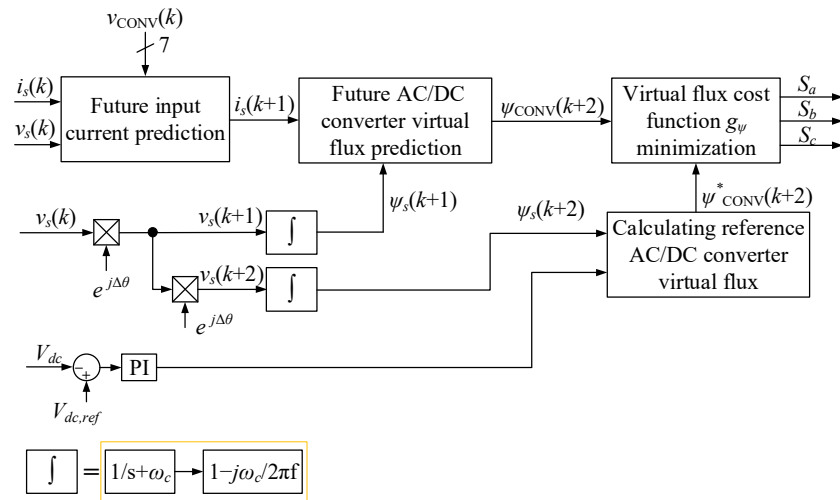 v_CONV(k)
7
i_s(k)
v_s(k)
Future input
current prediction
i_s(k+1)
Future AC/DC
converter virtual
flux prediction
ψ_CONV(k+2)
Virtual flux cost
function g_ψ
minimization
S_a
S_b
S_c
v_s(k)
e^{jΔθ}
v_s(k+1)
∫
ψ_s(k+1)
v_s(k+2)
e^{jΔθ}
∫
ψ_s(k+2)
ψ^*_CONV(k+2)
Calculating reference
AC/DC converter
virtual flux
V_dc
− +
V_dc,ref
PI
∫ = 1/s+ω_c 1−jω_c/2πf